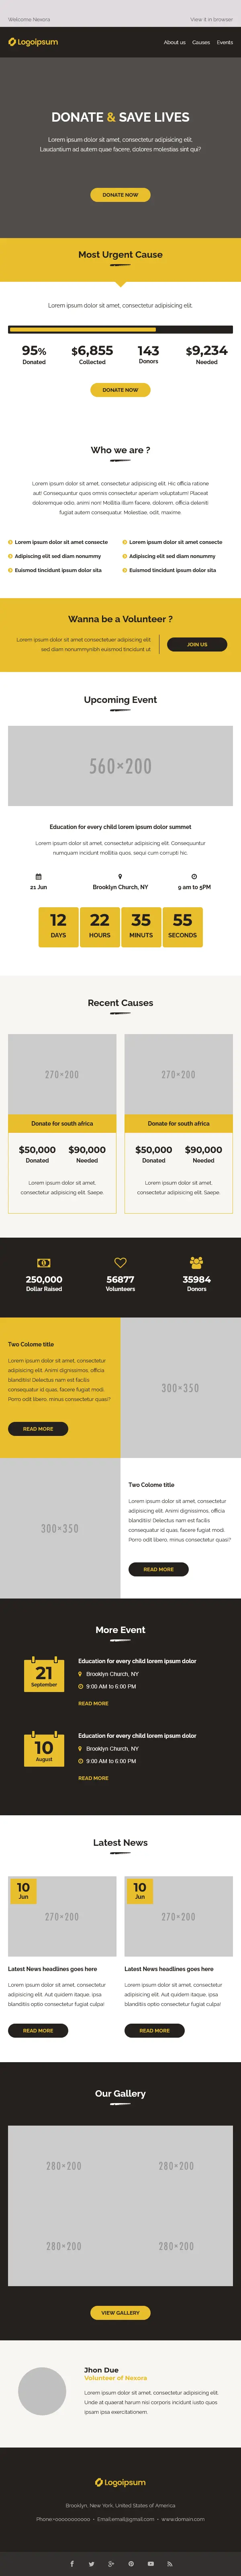 Welcome Nexora
View it in browser
Logoipsum
About us Causes Events
DONATE & SAVE LIVES
Lorem ipsum dolor sit amet, consectetur adipisicing elit.
Laudantium ad autem quae facere, dolores molestias sint qui?
DONATE NOW
Most Urgent Cause
Lorem ipsum dolor sit amet, consectetur adipisicing elit.
95% $6,855 143 $9,234
Donated Collected Donors Needed
DONATE NOW
Who we are ?
Lorem ipsum dolor sit amet, consectetur adipisicing elit. Hic officia ratione
aut! Consequuntur quos omnis consectetur aperiam voluptatum! Placeat
doloremque odio, animi non! Mollitia illum facere, dolorem, officia deleniti
fugiat autem consequatur. Molestiae, edit, maxime.
Lorem ipsum dolor sit amet consecte
Adipiscing elit sed diam nonummy
Euismod tincidunt ipsum dolor sita
Lorem ipsum dolor sit amet consecte
Adipiscing elit sed diam nonummy
Euismod tincidunt ipsum dolor sita
Wanna be a Volunteer ?
Lorem ipsum dolor sit amet consectetuer adipiscing elit
sed diam nonummynibh euismod tincidunt ut
JOIN US
Upcoming Event
560×200
Education for every child lorem ipsum dolor summet
Lorem ipsum dolor sit amet, consectetur adipisicing elit. Consequuntur
numquam incidunt mollitia quos, sequi cum corrupti hic.
21 Jun Brooklyn Church, NY 9 am to 5PM
12 22 35 55
DAYS HOURS MINUTS SECONDS
Recent Causes
270×200
Donate for south africa
$50,000 $90,000
Donated Needed
Lorem ipsum dolor sit amet,
consectetur adipisicing elit. Saepe.
270×200
Donate for south africa
$50,000 $90,000
Donated Needed
Lorem ipsum dolor sit amet,
consectetur adipisicing elit. Saepe.
250,000 56877 35984
Dollar Raised Volunteers Donors
Two Colome title
Lorem ipsum dolor sit amet, consectetur
adipisicing elit. Animi dignissimos, officia
blanditiis! Delectus nam est facilis
consequatur id quas, facere fugiat modi.
Porro odit libero, minus consectetur quasi?
READ MORE
300×350
300×350
Two Colome title
Lorem ipsum dolor sit amet, consectetur
adipisicing elit. Animi dignissimos, officia
blanditiis! Delectus nam est facilis
consequatur id quas, facere fugiat modi.
Porro odit libero, minus consectetur quasi?
READ MORE
More Event
21
September
Education for every child lorem ipsum dolor
Brooklyn Church, NY
9:00 AM to 6:00 PM
READ MORE
10
August
Education for every child lorem ipsum dolor
Brooklyn Church, NY
9:00 AM to 6:00 PM
READ MORE
Latest News
10
Jun
270×200
Latest News headlines goes here
Lorem ipsum dolor sit amet, consectetur
adipisicing elit. Aut quidem itaque, ipsa
blanditiis optio consectetur fugiat culpa!
READ MORE
10
Jun
270×200
Latest News headlines goes here
Lorem ipsum dolor sit amet, consectetur
adipisicing elit. Aut quidem itaque, ipsa
blanditiis optio consectetur fugiat culpa!
READ MORE
Our Gallery
280×200 280×200
280×200 280×200
VIEW GALLERY
Jhon Due
Volunteer of Nexora
Lorem ipsum dolor sit amet, consectetur adipisicing elit.
Unde at quaerat harum nisi corporis incidunt iusto quos
ipsam ipsa exercitationem.
Logoipsum
Brooklyn, New York, United States of America
Phone:+00000000000 • Email:email@gmail.com • www.domain.com